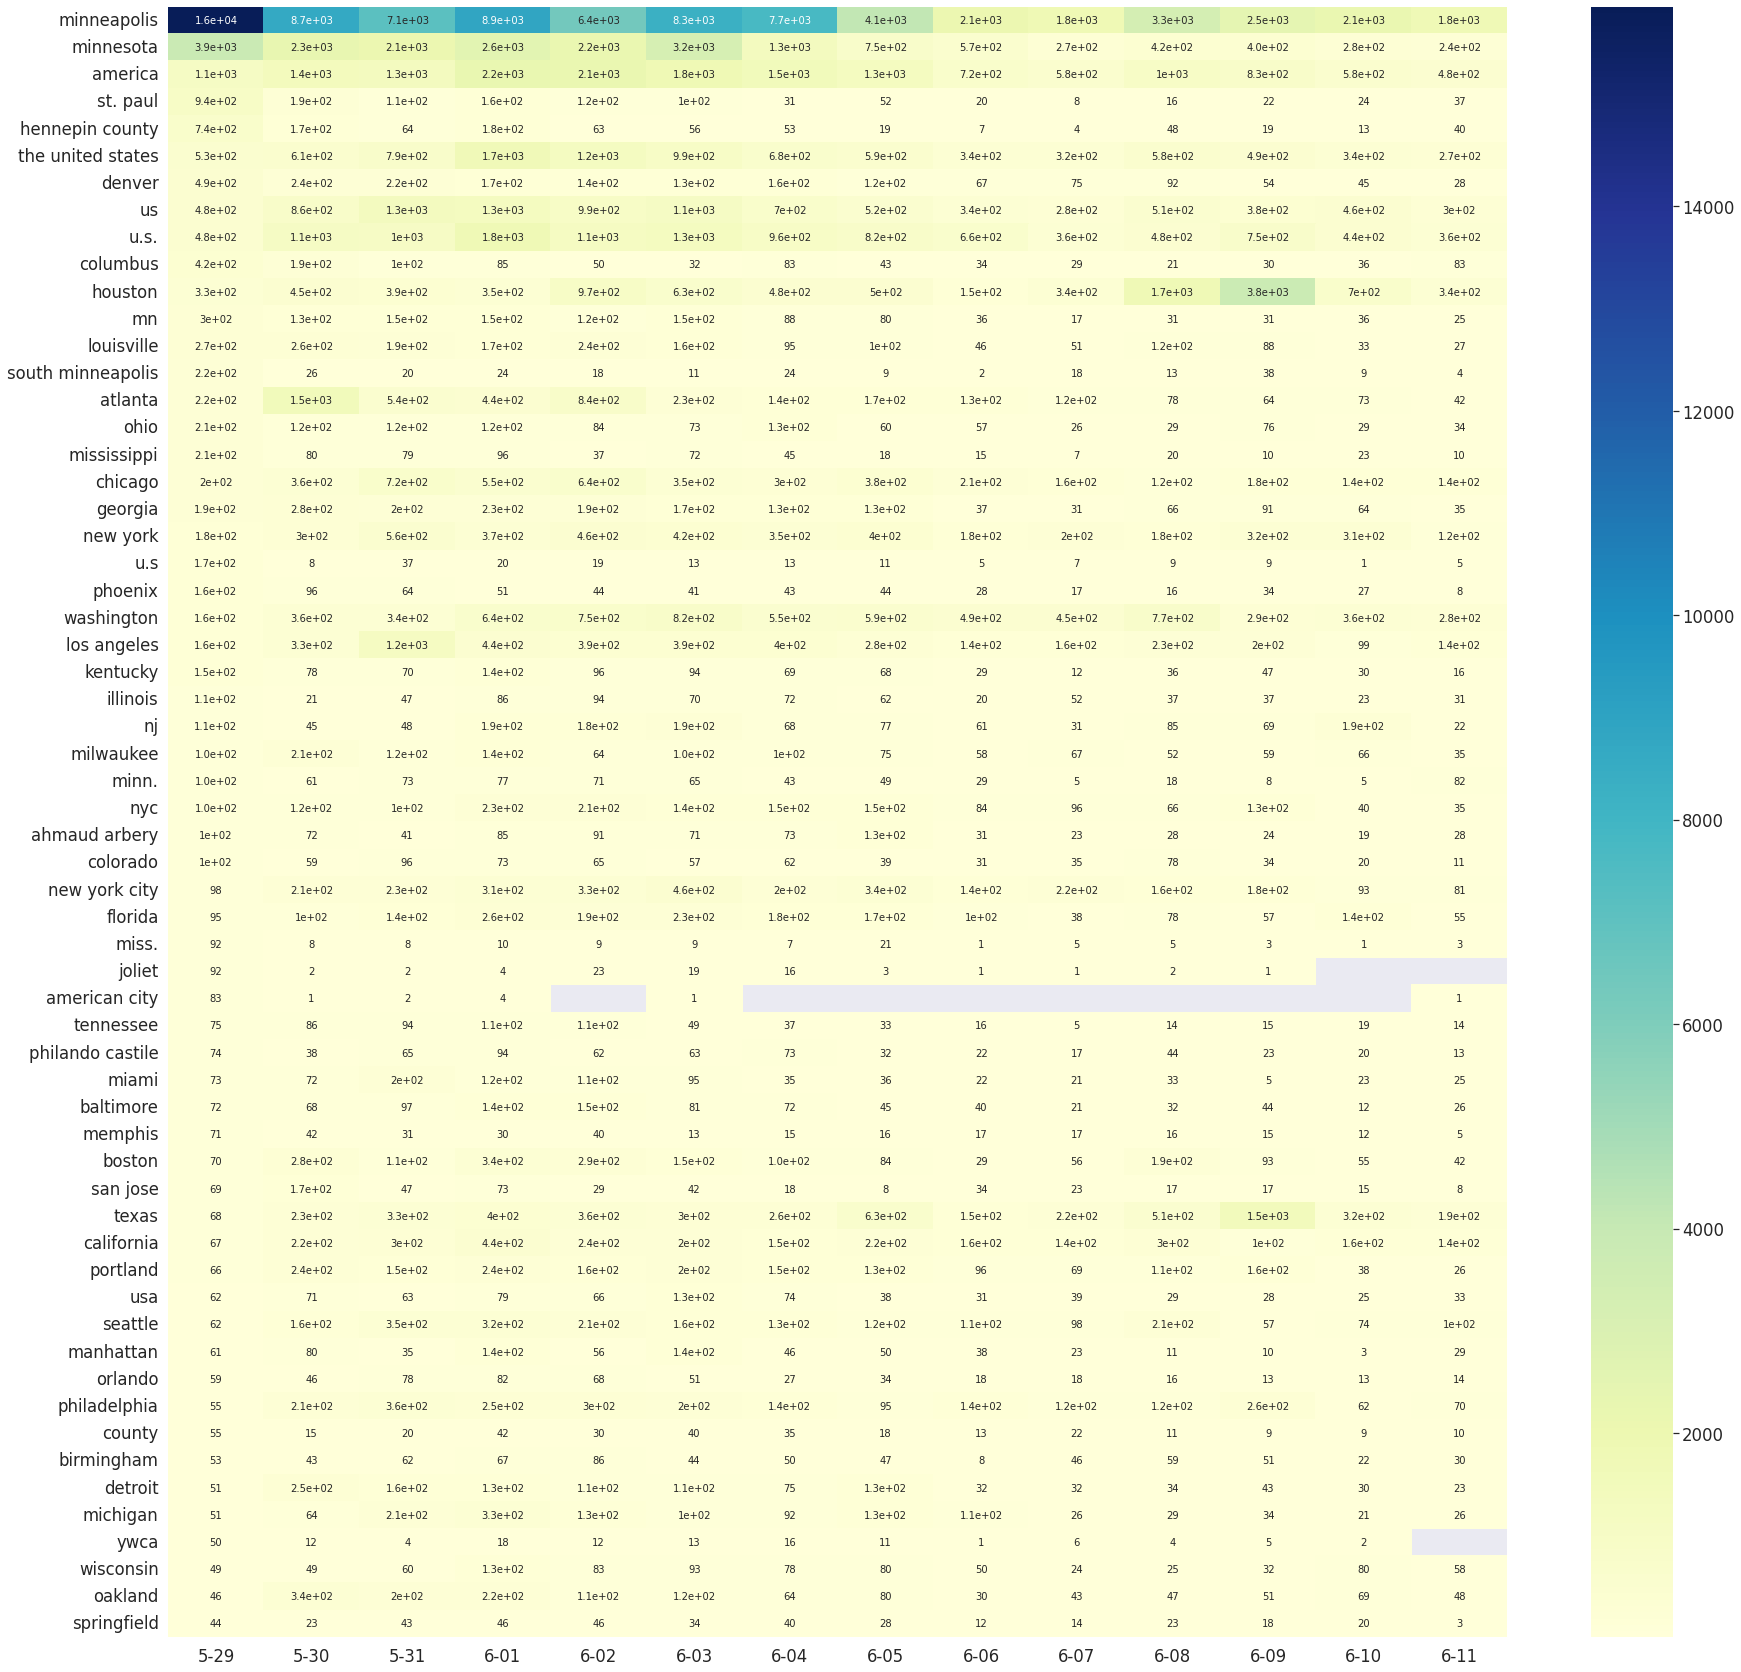 minneapolis 1.6e+04 8.7e+03 7.1e+03 8.9e+03 6.4e+03 8.3e+03 7.7e+03 4.1e+03 2.1e+03 1.8e+03 3.3e+03 2.5e+03 2.1e+03 1.8e+03
minnesota 3.9e+03 2.3e+03 2.1e+03 2.6e+03 2.2e+03 3.2e+03 1.3e+03 7.5e+02 5.7e+02 2.7e+02 4.2e+02 4.0e+02 2.8e+02 2.4e+02
america 1.1e+03 1.4e+03 1.3e+03 2.2e+03 2.1e+03 1.8e+03 1.5e+03 1.3e+03 7.2e+02 5.8e+02 1e+03 8.3e+02 5.8e+02 4.8e+02
st. paul 9.4e+02 1.9e+02 1.1e+02 1.6e+02 1.2e+02 1e+02 31 52 20 8 16 22 24 37
hennepin county 7.4e+02 1.7e+02 64 1.8e+02 63 56 53 19 7 4 48 19 13 40
the united states 5.3e+02 6.1e+02 7.9e+02 1.7e+03 1.2e+03 9.9e+02 6.8e+02 5.9e+02 3.4e+02 3.2e+02 5.8e+02 4.9e+02 3.4e+02 2.7e+02
denver 4.9e+02 2.4e+02 2.2e+02 1.7e+02 1.4e+02 1.3e+02 1.6e+02 1.2e+02 67 75 92 54 45 28
us 4.8e+02 8.6e+02 1.3e+03 1.3e+03 9.9e+02 1.1e+03 7e+02 5.2e+02 3.4e+02 2.8e+02 5.1e+02 3.8e+02 4.6e+02 3e+02
14000
u.s. 4.8e+02 1.1e+03 1e+03 1.8e+03 1.1e+03 1.3e+03 9.6e+02 8.2e+02 6.6e+02 3.6e+02 4.8e+02 7.5e+02 4.4e+02 3.6e+02
columbus 4.2e+02 1.9e+02 1e+02 85 50 32 83 43 34 29 21 30 36 83
houston 3.3e+02 4.5e+02 3.9e+02 3.5e+02 9.7e+02 6.3e+02 4.8e+02 5e+02 1.5e+02 3.4e+02 1.7e+03 3.8e+03 7e+02 3.4e+02
mn 3e+02 1.3e+02 1.5e+02 1.5e+02 1.2e+02 1.5e+02 88 80 36 17 31 31 36 25
louisville 2.7e+02 2.6e+02 1.9e+02 1.7e+02 2.4e+02 1.6e+02 95 1e+02 46 51 1.2e+02 88 33 27
south minneapolis 2.2e+02 26 20 24 18 11 24 9 2 18 13 38 9 4
atlanta 2.2e+02 1.5e+03 5.4e+02 4.4e+02 8.4e+02 2.3e+02 1.4e+02 1.7e+02 1.3e+02 1.2e+02 78 64 73 42
12000
ohio 2.1e+02 1.2e+02 1.2e+02 1.2e+02 84 73 1.3e+02 60 57 26 29 76 29 34
mississippi 2.1e+02 80 79 96 37 72 45 18 15 7 20 10 23 10
chicago 2e+02 3.6e+02 7.2e+02 5.5e+02 6.4e+02 3.5e+02 3e+02 3.8e+02 2.1e+02 1.6e+02 1.2e+02 1.8e+02 1.4e+02 1.4e+02
georgia 1.9e+02 2.8e+02 2e+02 2.3e+02 1.9e+02 1.7e+02 1.3e+02 1.3e+02 37 31 66 91 64 35
new york 1.8e+02 3e+02 5.6e+02 3.7e+02 4.6e+02 4.2e+02 3.5e+02 4e+02 1.8e+02 2e+02 1.8e+02 3.2e+02 3.1e+02 1.2e+02
u.s 1.7e+02 8 37 20 19 13 13 11 5 7 9 9 1 5
phoenix 1.6e+02 96 64 51 44 41 43 44 28 17 16 34 27 8
washington 1.6e+02 3.6e+02 3.4e+02 6.4e+02 7.5e+02 8.2e+02 5.5e+02 5.9e+02 4.9e+02 4.5e+02 7.7e+02 2.9e+02 3.6e+02 2.8e+02
10000
los angeles 1.6e+02 3.3e+02 1.2e+03 4.4e+02 3.9e+02 3.9e+02 4e+02 2.8e+02 1.4e+02 1.6e+02 2.3e+02 2e+02 99 1.4e+02
kentucky 1.5e+02 78 70 1.4e+02 96 94 69 68 29 12 36 47 30 16
illinois 1.1e+02 21 47 86 94 70 72 62 20 52 37 37 23 31
nj 1.1e+02 45 48 1.9e+02 1.8e+02 1.9e+02 68 77 61 31 85 69 1.9e+02 22
milwaukee 1.0e+02 2.1e+02 1.2e+02 1.4e+02 64 1.0e+02 1e+02 75 58 67 52 59 66 35
minn. 1.0e+02 61 73 77 71 65 43 49 29 5 18 8 5 82
nyc 1.0e+02 1.2e+02 1e+02 2.3e+02 2.1e+02 1.4e+02 1.5e+02 1.5e+02 84 96 66 1.3e+02 40 35
8000
ahmaud arbery 1e+02 72 41 85 91 71 73 1.3e+02 31 23 28 24 19 28
colorado 1e+02 59 96 73 65 57 62 39 31 35 78 34 20 11
new york city 98 2.1e+02 2.3e+02 3.1e+02 3.3e+02 4.6e+02 2e+02 3.4e+02 1.4e+02 2.2e+02 1.6e+02 1.8e+02 93 81
florida 95 1e+02 1.4e+02 2.6e+02 1.9e+02 2.3e+02 1.8e+02 1.7e+02 1e+02 38 78 57 1.4e+02 55
miss. 92 8 8 10 9 9 7 21 1 5 5 3 1 3
joliet 92 2 2 4 23 19 16 3 1 1 2 1
american city 83 1 2 4 1 1
tennessee 75 86 94 1.1e+02 1.1e+02 49 37 33 16 5 14 15 19 14
6000
philando castile 74 38 65 94 62 63 73 32 22 17 44 23 20 13
miami 73 72 2e+02 1.2e+02 1.1e+02 95 35 36 22 21 33 5 23 25
baltimore 72 68 97 1.4e+02 1.5e+02 81 72 45 40 21 32 44 12 26
memphis 71 42 31 30 40 13 15 16 17 17 16 15 12 5
boston 70 2.8e+02 1.1e+02 3.4e+02 2.9e+02 1.5e+02 1.0e+02 84 29 56 1.9e+02 93 55 42
san jose 69 1.7e+02 47 73 29 42 18 8 34 23 17 17 15 8
texas 68 2.3e+02 3.3e+02 4e+02 3.6e+02 3e+02 2.6e+02 6.3e+02 1.5e+02 2.2e+02 5.1e+02 1.5e+03 3.2e+02 1.9e+02
4000
california 67 2.2e+02 3e+02 4.4e+02 2.4e+02 2e+02 1.5e+02 2.2e+02 1.6e+02 1.4e+02 3e+02 1e+02 1.6e+02 1.4e+02
portland 66 2.4e+02 1.5e+02 2.4e+02 1.6e+02 2e+02 1.5e+02 1.3e+02 96 69 1.1e+02 1.6e+02 38 26
usa 62 71 63 79 66 1.3e+02 74 38 31 39 29 28 25 33
seattle 62 1.6e+02 3.5e+02 3.2e+02 2.1e+02 1.6e+02 1.3e+02 1.2e+02 1.1e+02 98 2.1e+02 57 74 1e+02
manhattan 61 80 35 1.4e+02 56 1.4e+02 46 50 38 23 11 10 3 29
orlando 59 46 78 82 68 51 27 34 18 18 16 13 13 14
philadelphia 55 2.1e+02 3.6e+02 2.5e+02 3e+02 2e+02 1.4e+02 95 1.4e+02 1.2e+02 1.2e+02 2.6e+02 62 70
county 55 15 20 42 30 40 35 18 13 22 11 9 9 10
2000
birmingham 53 43 62 67 86 44 50 47 8 46 59 51 22 30
detroit 51 2.5e+02 1.6e+02 1.3e+02 1.1e+02 1.1e+02 75 1.3e+02 32 32 34 43 30 23
michigan 51 64 2.1e+02 3.3e+02 1.3e+02 1e+02 92 1.3e+02 1.1e+02 26 29 34 21 26
ywca 50 12 4 18 12 13 16 11 1 6 4 5 2
wisconsin 49 49 60 1.3e+02 83 93 78 80 50 24 25 32 80 58
oakland 46 3.4e+02 2e+02 2.2e+02 1.1e+02 1.2e+02 64 80 30 43 47 51 69 48
springfield 44 23 43 46 46 34 40 28 12 14 23 18 20 3
5-29 5-30 5-31 6-01 6-02 6-03 6-04 6-05 6-06 6-07 6-08 6-09 6-10 6-11